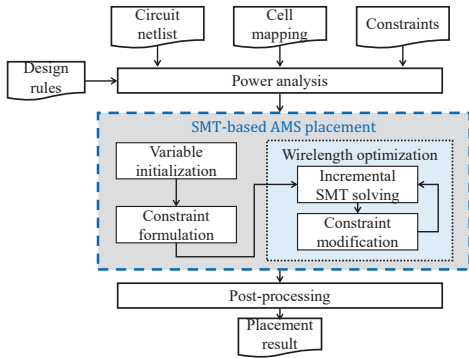 Circuit
netlist
Cell
mapping
Constraints
Design
rules
Power analysis
SMT-based AMS placement
Variable
initialization
Constraint
formulation
Wirelength optimization
Incremental
SMT solving
Constraint
modification
Post-processing
Placement
result